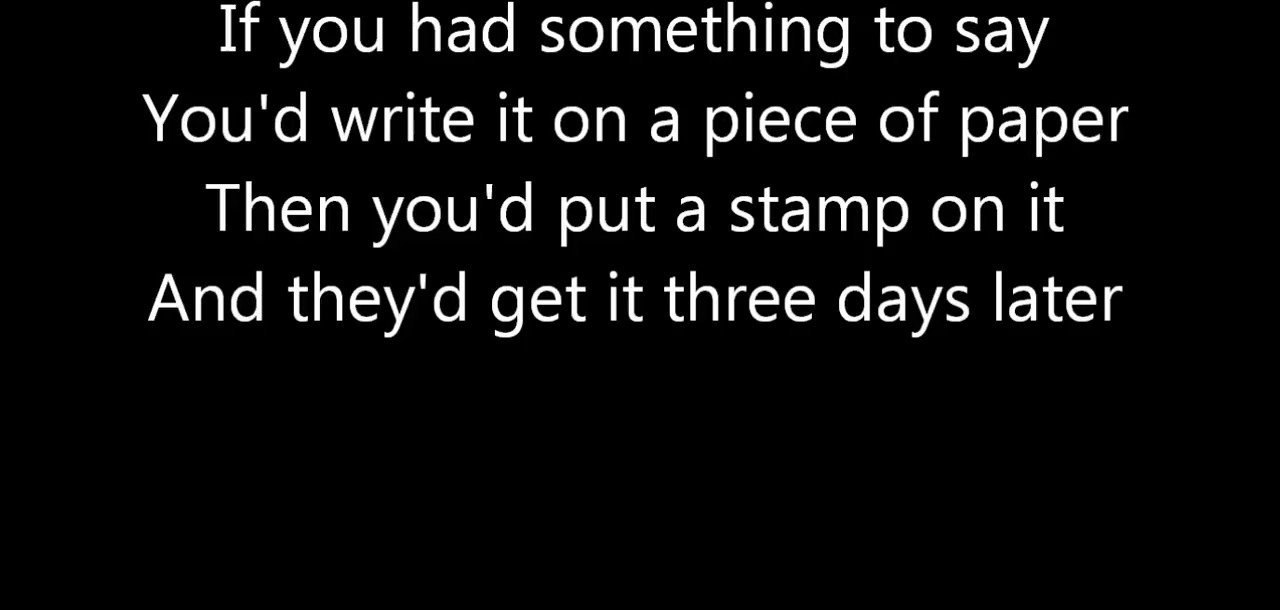 If you had something to say
You'd write it on a piece of paper
Then you'd put a stamp on it
And they'd get it three days later